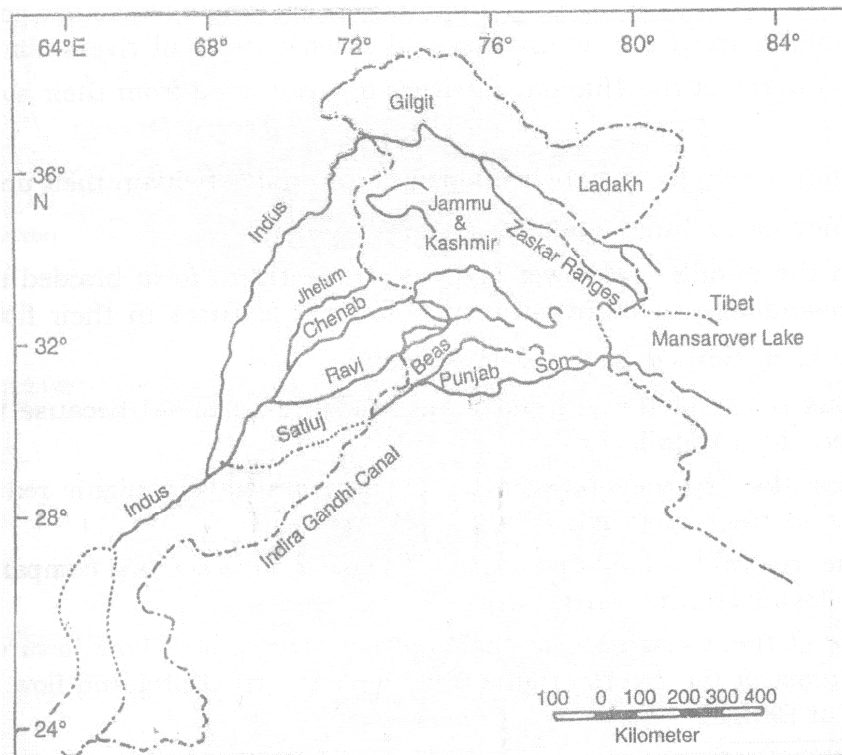 64°E 68° 72° 76° 80° 84°
Gilgit
36°
N
Ladakh
Jammu
&
Kashmir
Indus
Zaskar Ranges
Jhelum
Chenab
Tibet
Mansarover Lake
32°
Ravi
Beas
Punjab
Son
Satluj
Indira Gandhi Canal
Indus
28°
24°
100 0 100 200 300 400
Kilometer